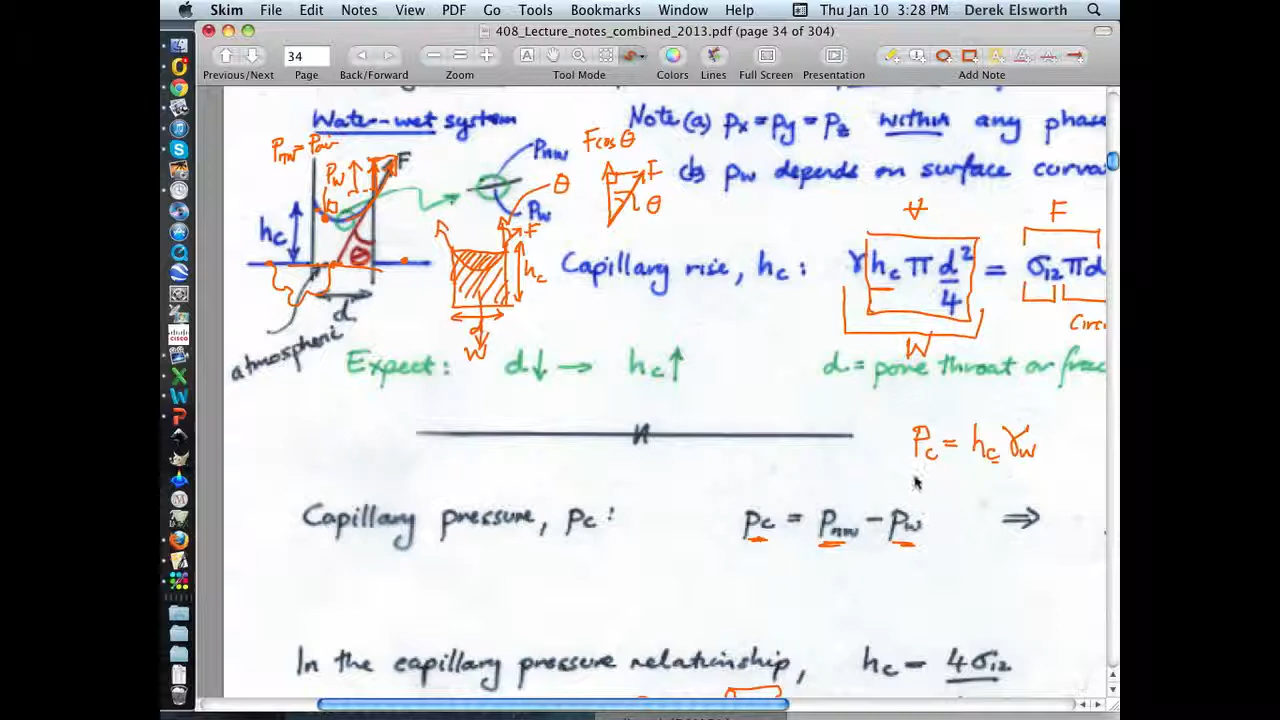 Skim File Edit Notes View PDF Go Tools Bookmarks Window Help Thu Jan 10 3:28 PM Derek Elsworth
408_Lecture_notes_combined_2013.pdf (page 34 of 304)
34
Previous/Next Page Back/Forward Zoom Tool Mode Colors Lines Full Screen Presentation Add Note
Water-wet system Note (a) px = py = pz within any phase
Pnw = Pair
Pw
F
hc
θ
d
atmospheric
Pnw
θ
Pw
F
hc
d
W
F cos θ
F
θ
(b) pw depends on surface curva
V F
Capillary rise, hc : γ hc π d²/4 = σ12 πd
W
Circ
Expect: d↓ → hc↑ d = pore throat or frac
Pc = hc γw
Capillary pressure, pc : pc = pnw − pw ⇒
In the capillary pressure relationship, hc = 4σ12